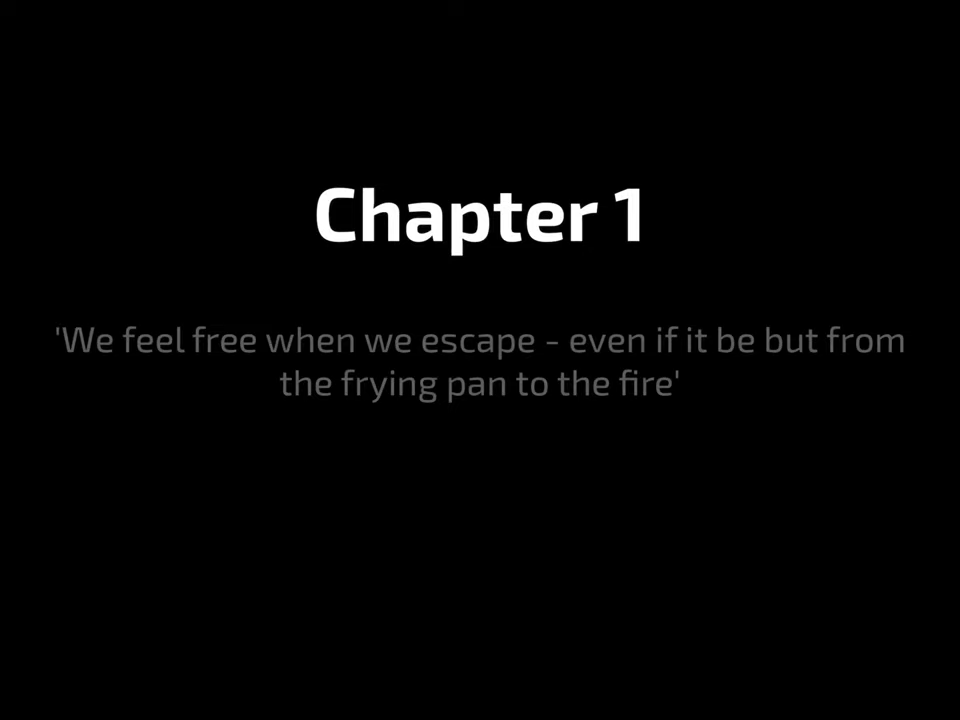 Chapter 1
'We feel free when we escape - even if it be but from
the frying pan to the fire'